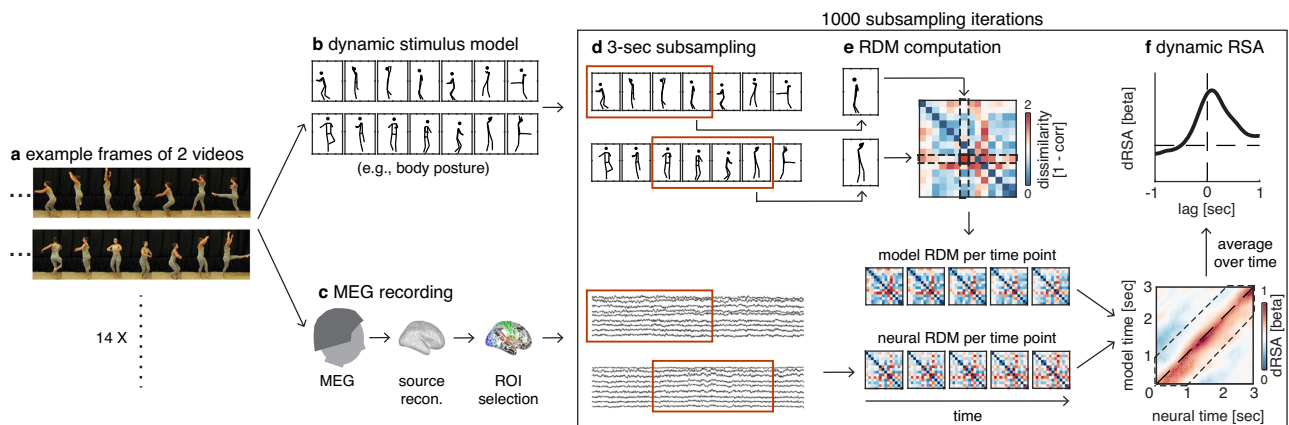 1000 subsampling iterations
b dynamic stimulus model
d 3-sec subsampling
e RDM computation
f dynamic RSA
a example frames of 2 videos
...
...
(e.g., body posture)
2
0
dissimilarity
[1 - corr]
dRSA [beta]
-1
0
1
lag [sec]
c MEG recording
14 X
MEG
source
recon.
ROI
selection
model RDM per time point
neural RDM per time point
time
average
over time
3
2
1
0
model time [sec]
0
1
2
3
neural time [sec]
1
0
dRSA [beta]